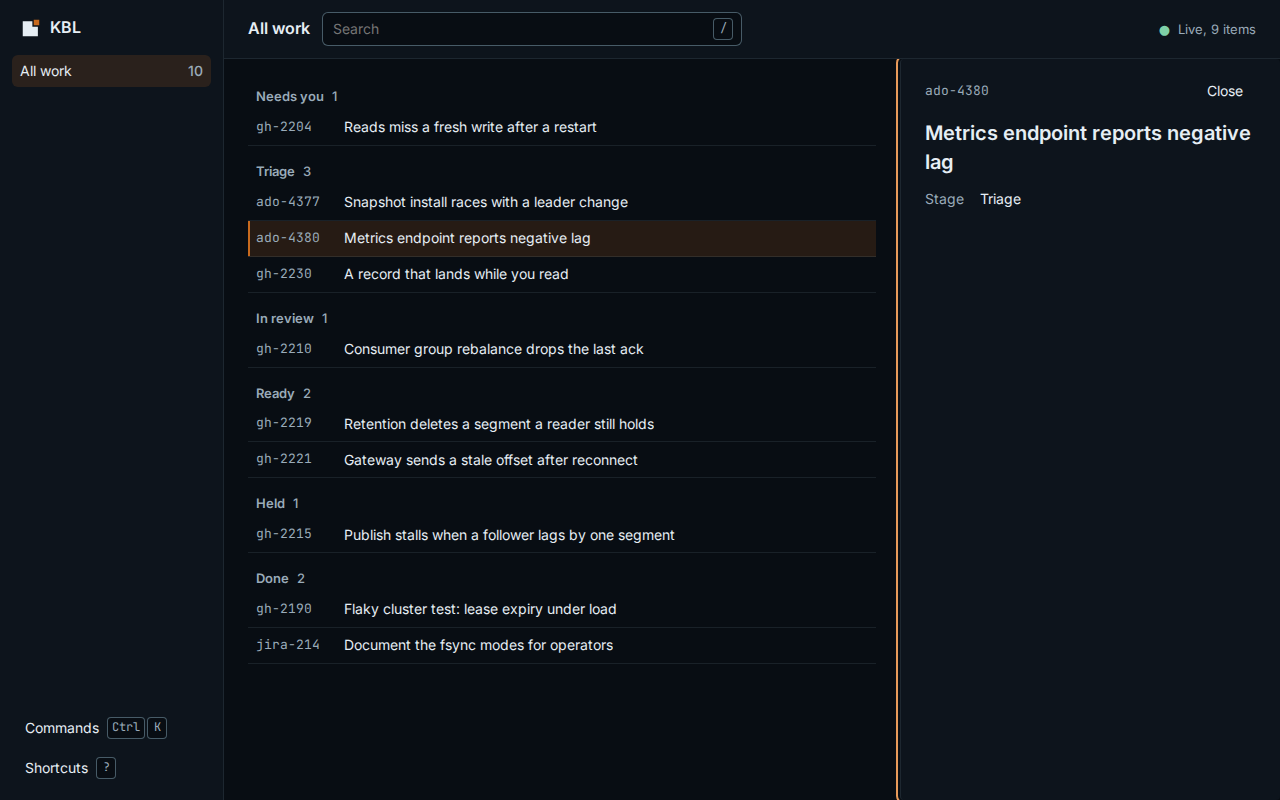 KBL
All work 10
Commands Ctrl K
Shortcuts ?
All work
Search /
Live, 9 items
Needs you 1
gh-2204 Reads miss a fresh write after a restart
Triage 3
ado-4377 Snapshot install races with a leader change
ado-4380 Metrics endpoint reports negative lag
gh-2230 A record that lands while you read
In review 1
gh-2210 Consumer group rebalance drops the last ack
Ready 2
gh-2219 Retention deletes a segment a reader still holds
gh-2221 Gateway sends a stale offset after reconnect
Held 1
gh-2215 Publish stalls when a follower lags by one segment
Done 2
gh-2190 Flaky cluster test: lease expiry under load
jira-214 Document the fsync modes for operators
ado-4380 Close
Metrics endpoint reports negative
lag
Stage Triage